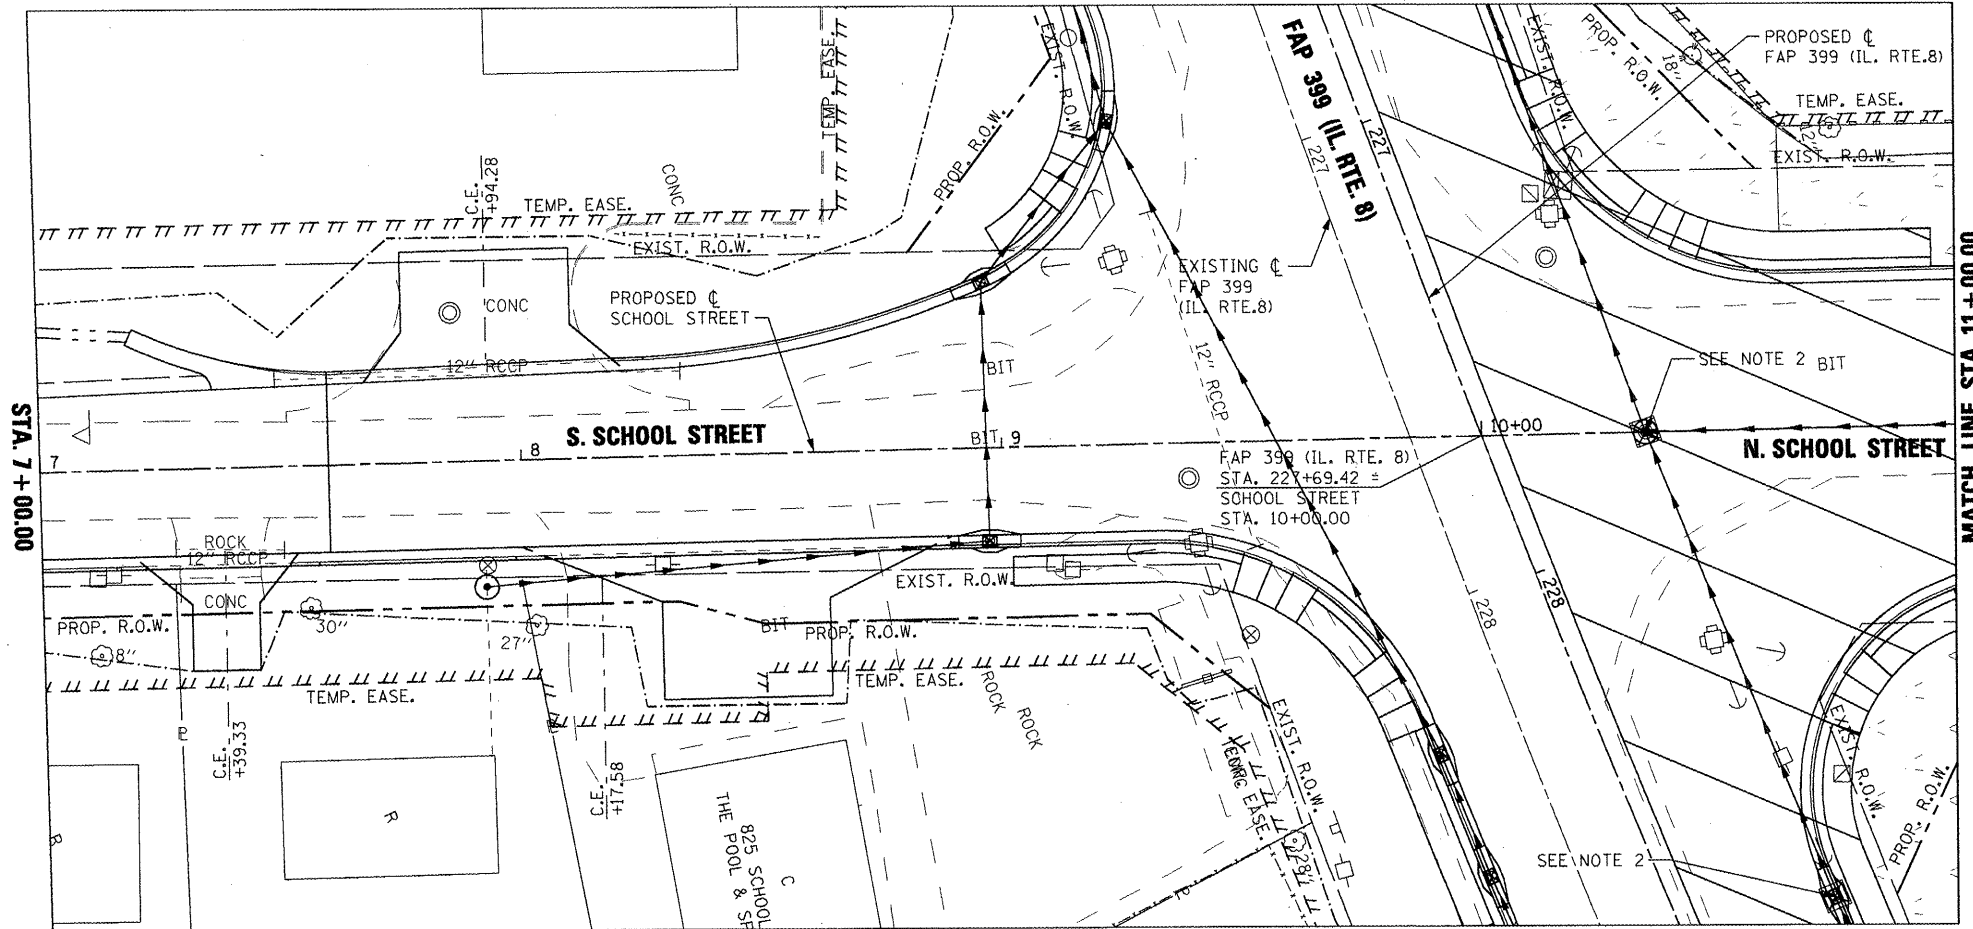 TEMP. EASE.
EXIST. R.O.W.
PROP. R.O.W.
FAP 399 (IL. RTE. 8)
227
227
EXIST. R.O.W.
PROP. R.O.W.
18"
PROPOSED ℄
FAP 399 (IL. RTE.8)
TEMP. EASE.
12"
EXIST. R.O.W.
C.E.
+94.28
TEMP. EASE.
CONC
EXIST. R.O.W.
CONC
PROPOSED ℄
SCHOOL STREET
EXISTING ℄
FAP 399
(IL. RTE.8)
12" RCCP
12" RCCP
BIT
SEE NOTE 2
BIT
STA. 7+00.00
7
8
S. SCHOOL STREET
BIT
9
10+00
N. SCHOOL STREET
MATCH LINE STA. 11+00.00
FAP 399 (IL. RTE. 8)
STA. 227+69.42 =
SCHOOL STREET
STA. 10+00.00
ROCK
12" RCCP
CONC
EXIST. R.O.W.
228
228
PROP. R.O.W.
30"
27"
BIT
PROP. R.O.W.
8"
TEMP. EASE.
TEMP. EASE.
ROCK
ROCK
EXIST. R.O.W.
TEMP. EASE.
CONC
EXIST. R.O.W.
PROP. R.O.W.
P
C.E.
+39.33
C.E.
+17.58
R
B
825 SCHOOL
THE POOL & SP
C
28"
P
SEE NOTE 2